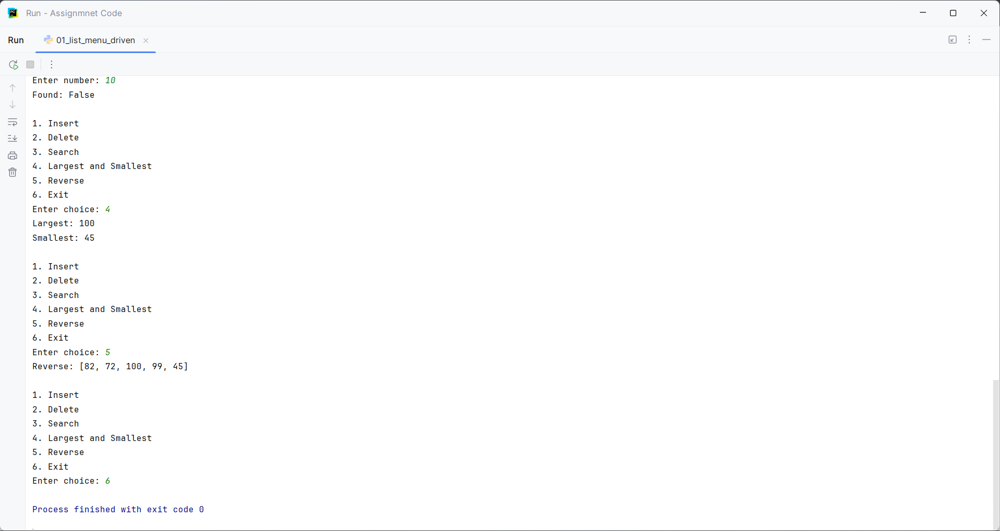 Run - Assignmnet Code
Run 01_list_menu_driven
Enter number: 10
Found: False
1. Insert
2. Delete
3. Search
4. Largest and Smallest
5. Reverse
6. Exit
Enter choice: 4
Largest: 100
Smallest: 45
1. Insert
2. Delete
3. Search
4. Largest and Smallest
5. Reverse
6. Exit
Enter choice: 5
Reverse: [82, 72, 100, 99, 45]
1. Insert
2. Delete
3. Search
4. Largest and Smallest
5. Reverse
6. Exit
Enter choice: 6
Process finished with exit code 0